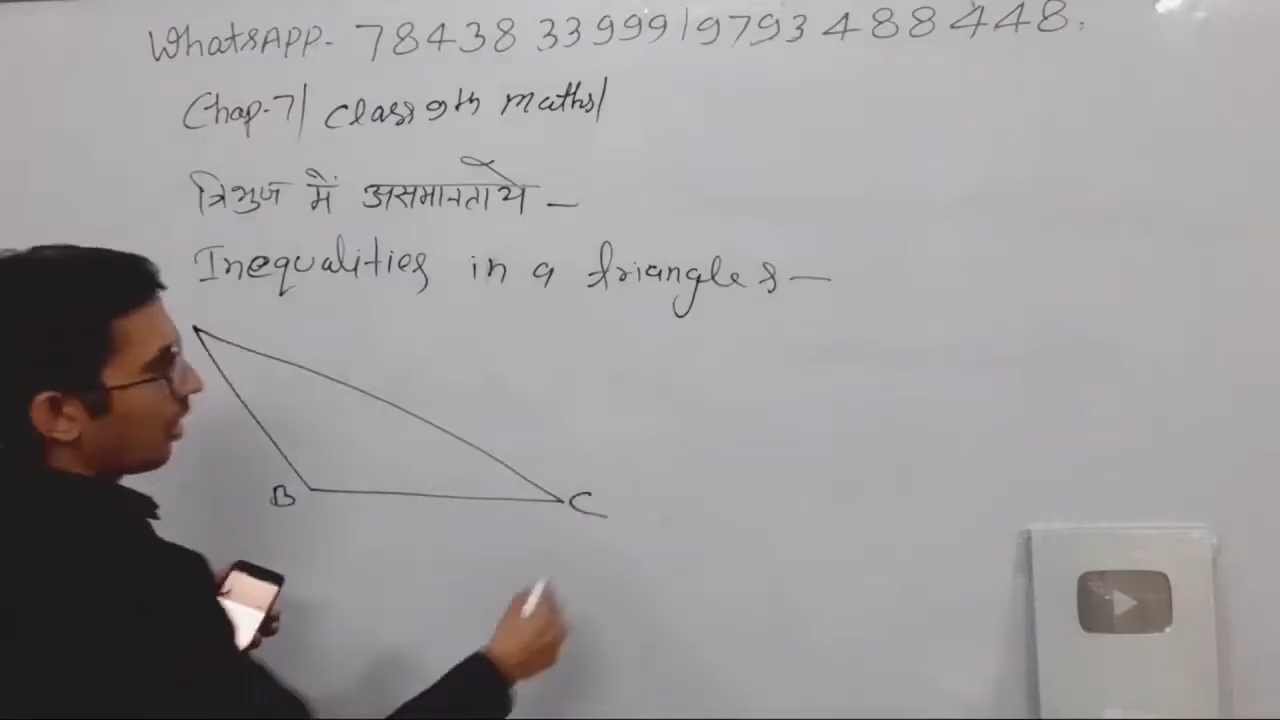 WhatsAPP- 7843833999/9793488448,
Chap-7/ Class 9th maths/
त्रिभुज में असमानतायें -
Inequalities in a triangles -
B
C